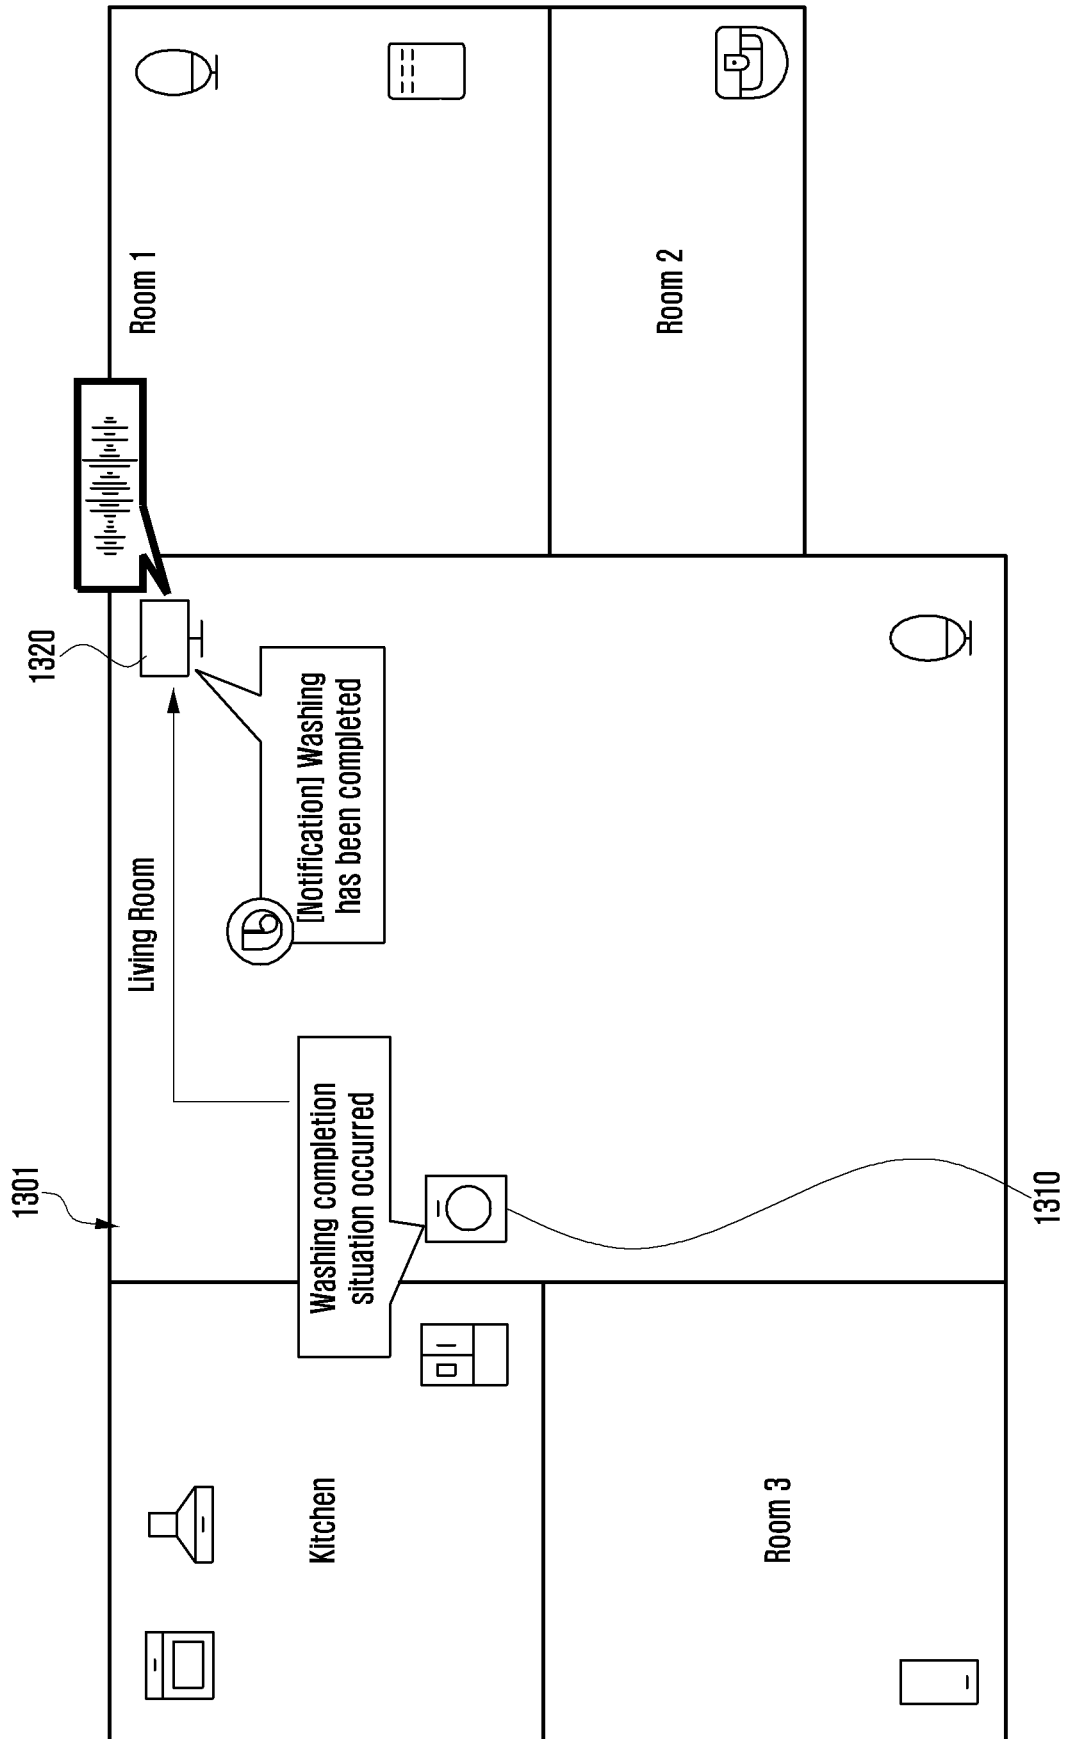 1301
1320
Living Room
Room 1
[Notification] Washing
has been completed
Washing completion
situation occurred
Kitchen
Room 2
Room 3
1310